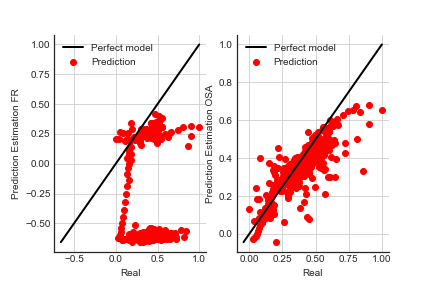 Perfect model
Prediction
1.00
0.75
0.50
0.25
0.00
−0.25
−0.50
−0.5
0.0
0.5
1.0
Real
Prediction Estimation FR
Perfect model
Prediction
1.0
0.8
0.6
0.4
0.2
0.0
0.00
0.25
0.50
0.75
1.00
Real
Prediction Estimation OSA